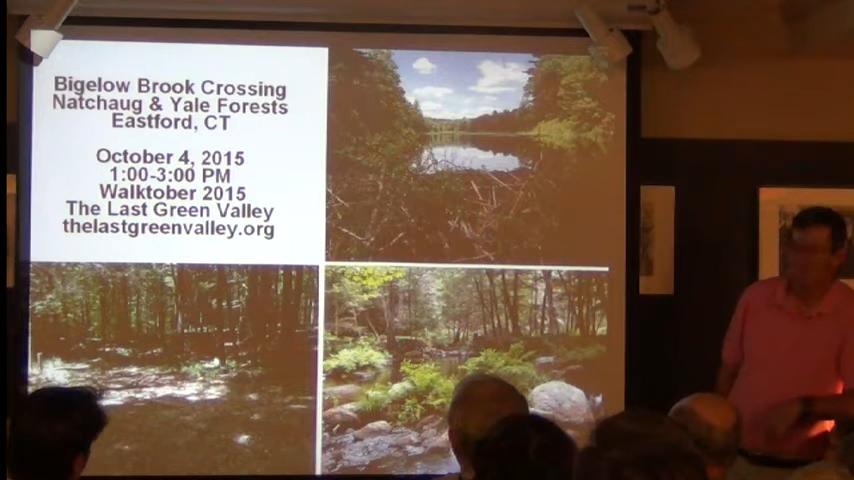 Bigelow Brook Crossing
Natchaug & Yale Forests
Eastford, CT
October 4, 2015
1:00-3:00 PM
Walktober 2015
The Last Green Valley
thelastgreenvalley.org